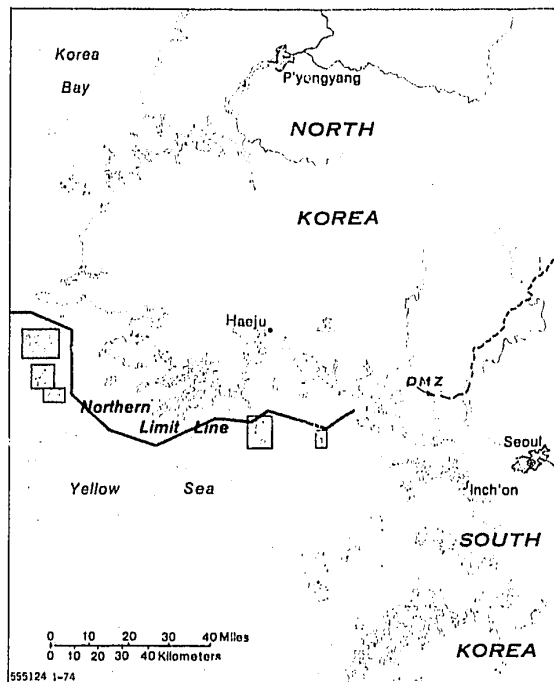 Korea
Bay
P'yongyang
NORTH
KOREA
Haeju
DMZ
Northern
Limit Line
Seoul
Yellow Sea
Inch'on
SOUTH
0 10 20 40 Miles
0 10 20 30 40 Kilometers
KOREA
555124 1-74